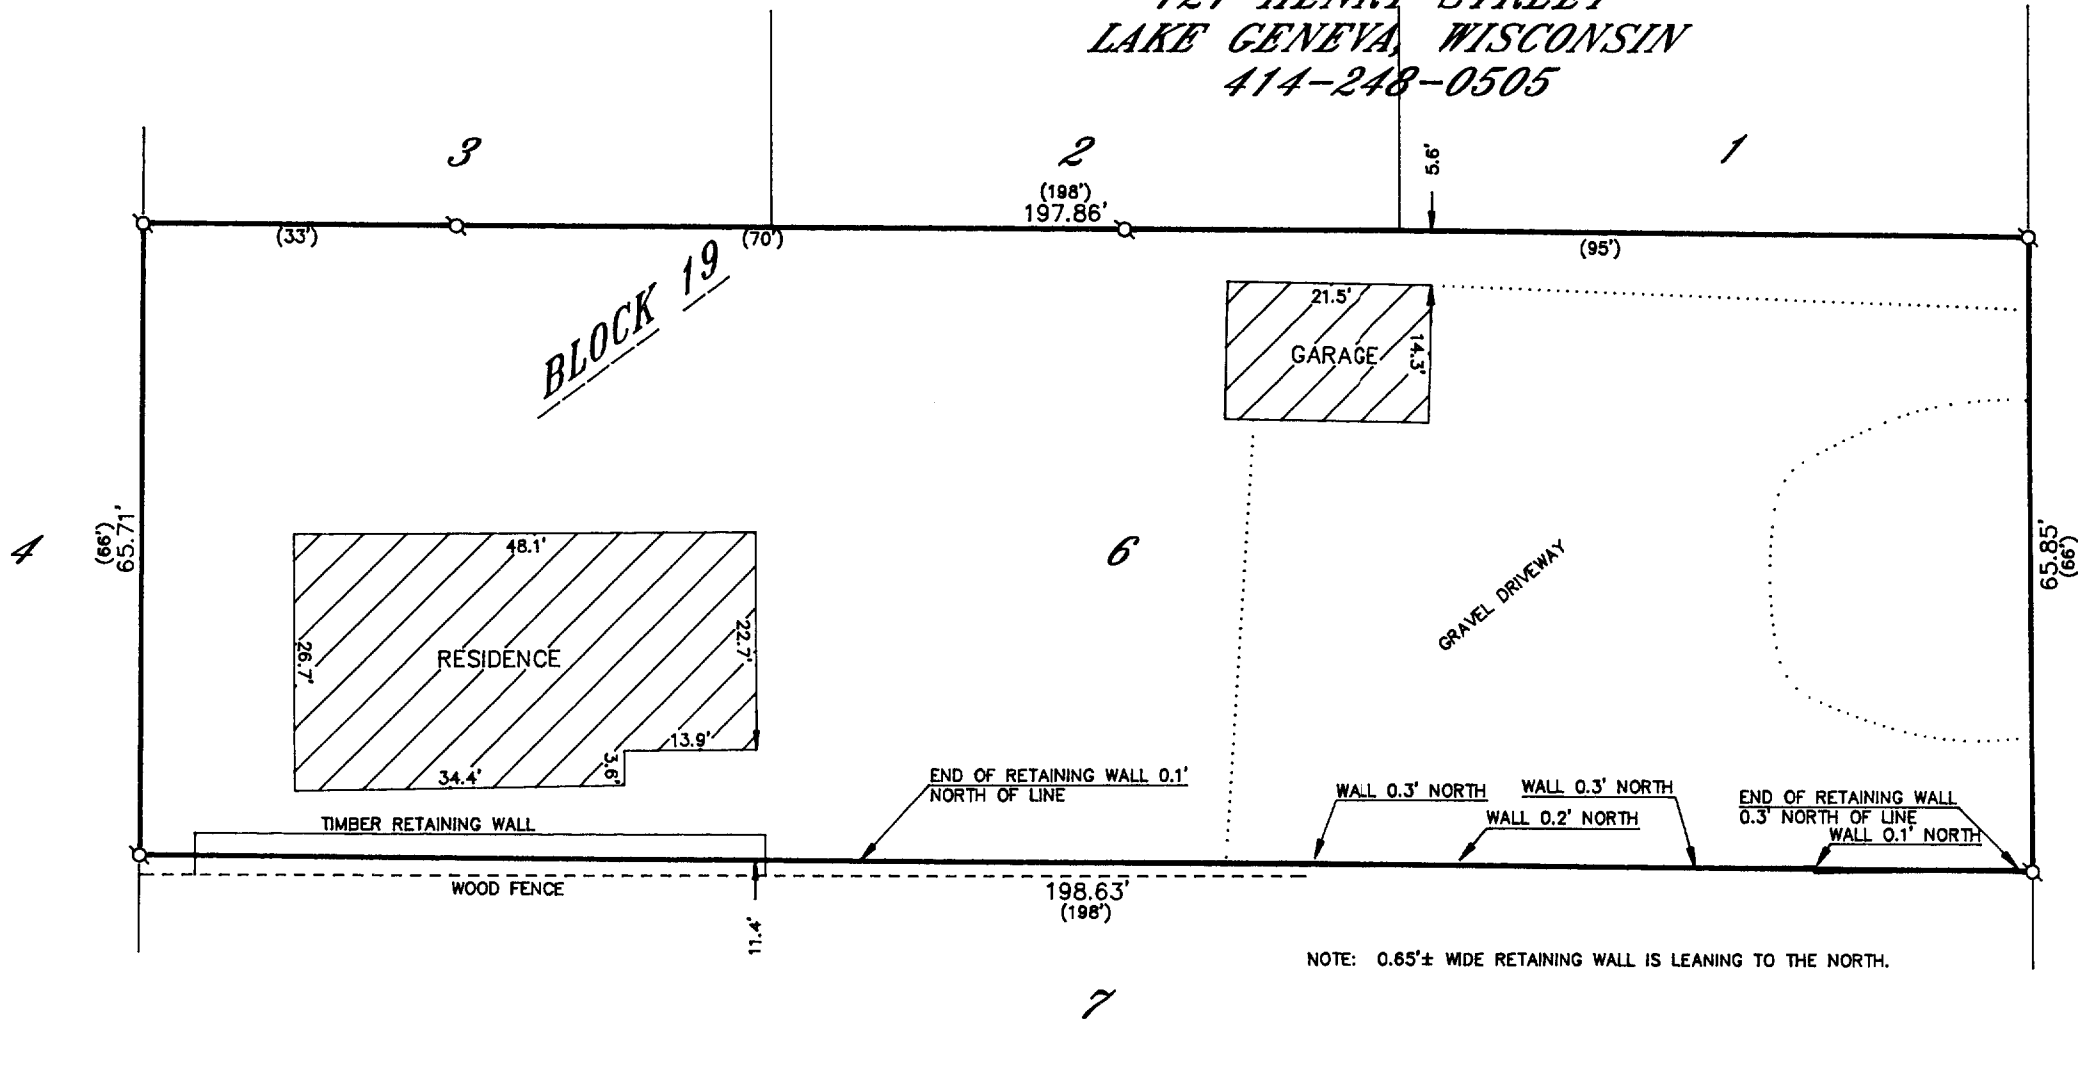 727 HENRY STREET
LAKE GENEVA, WISCONSIN
414-248-0505
3
2
1
5.6'
(198')
197.86'
(33')
(70')
(95')
BLOCK 19
21.5'
GARAGE
14.3'
4
(66')
65.71'
48.1'
6
65.85'
(66')
GRAVEL DRIVEWAY
RESIDENCE
26.7'
22.7'
13.9'
3.6'
34.4'
END OF RETAINING WALL 0.1'
NORTH OF LINE
WALL 0.3' NORTH
WALL 0.3' NORTH
WALL 0.2' NORTH
END OF RETAINING WALL
0.3' NORTH OF LINE
WALL 0.1' NORTH
TIMBER RETAINING WALL
WOOD FENCE
198.63'
(198')
11.4'
NOTE: 0.65'± WIDE RETAINING WALL IS LEANING TO THE NORTH.
7